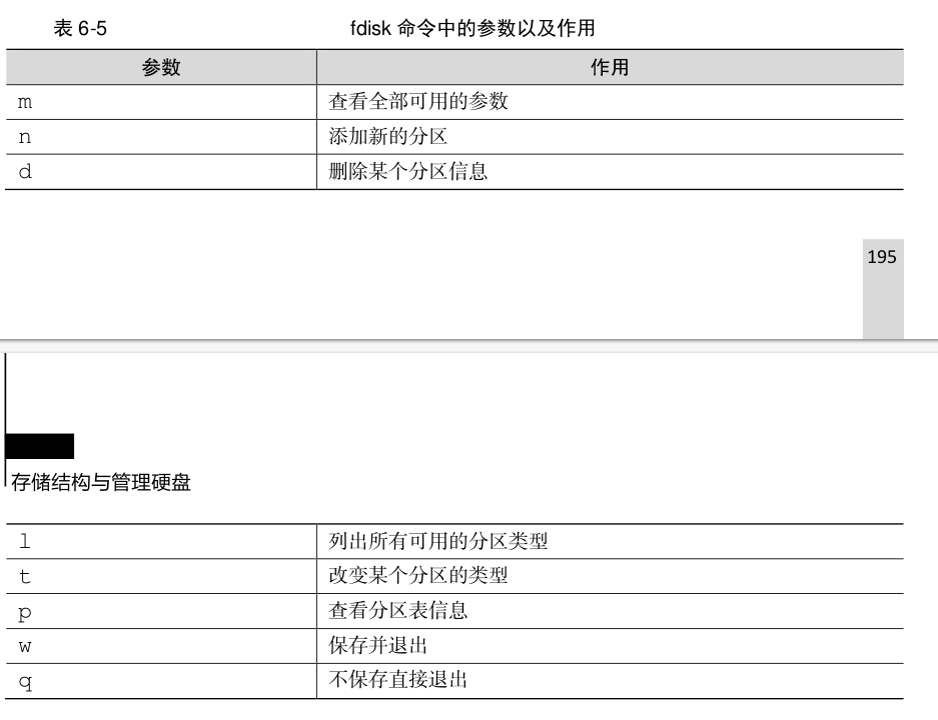 表 6-5 fdisk 命令中的参数以及作用
参数 作用
m 查看全部可用的参数
n 添加新的分区
d 删除某个分区信息
195
存储结构与管理硬盘
l 列出所有可用的分区类型
t 改变某个分区的类型
p 查看分区表信息
w 保存并退出
q 不保存直接退出